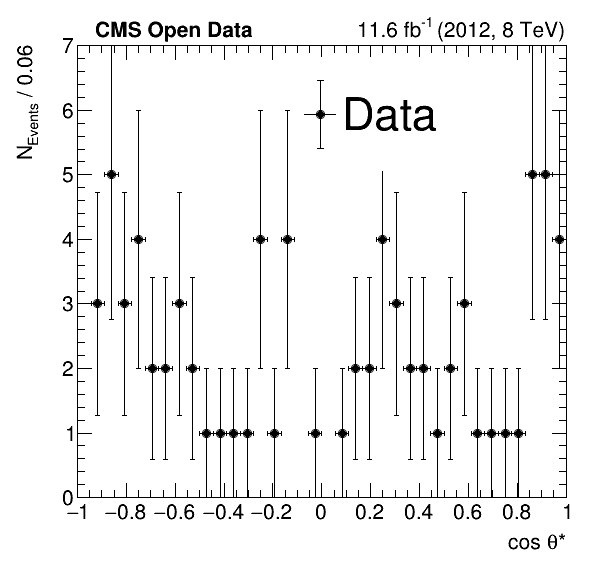 CMS Open Data
11.6 fb-1 (2012, 8 TeV)
NEvents / 0.06
7
6
5
4
3
2
1
0
Data
−1 −0.8 −0.6 −0.4 −0.2 0 0.2 0.4 0.6 0.8 1
cos θ*